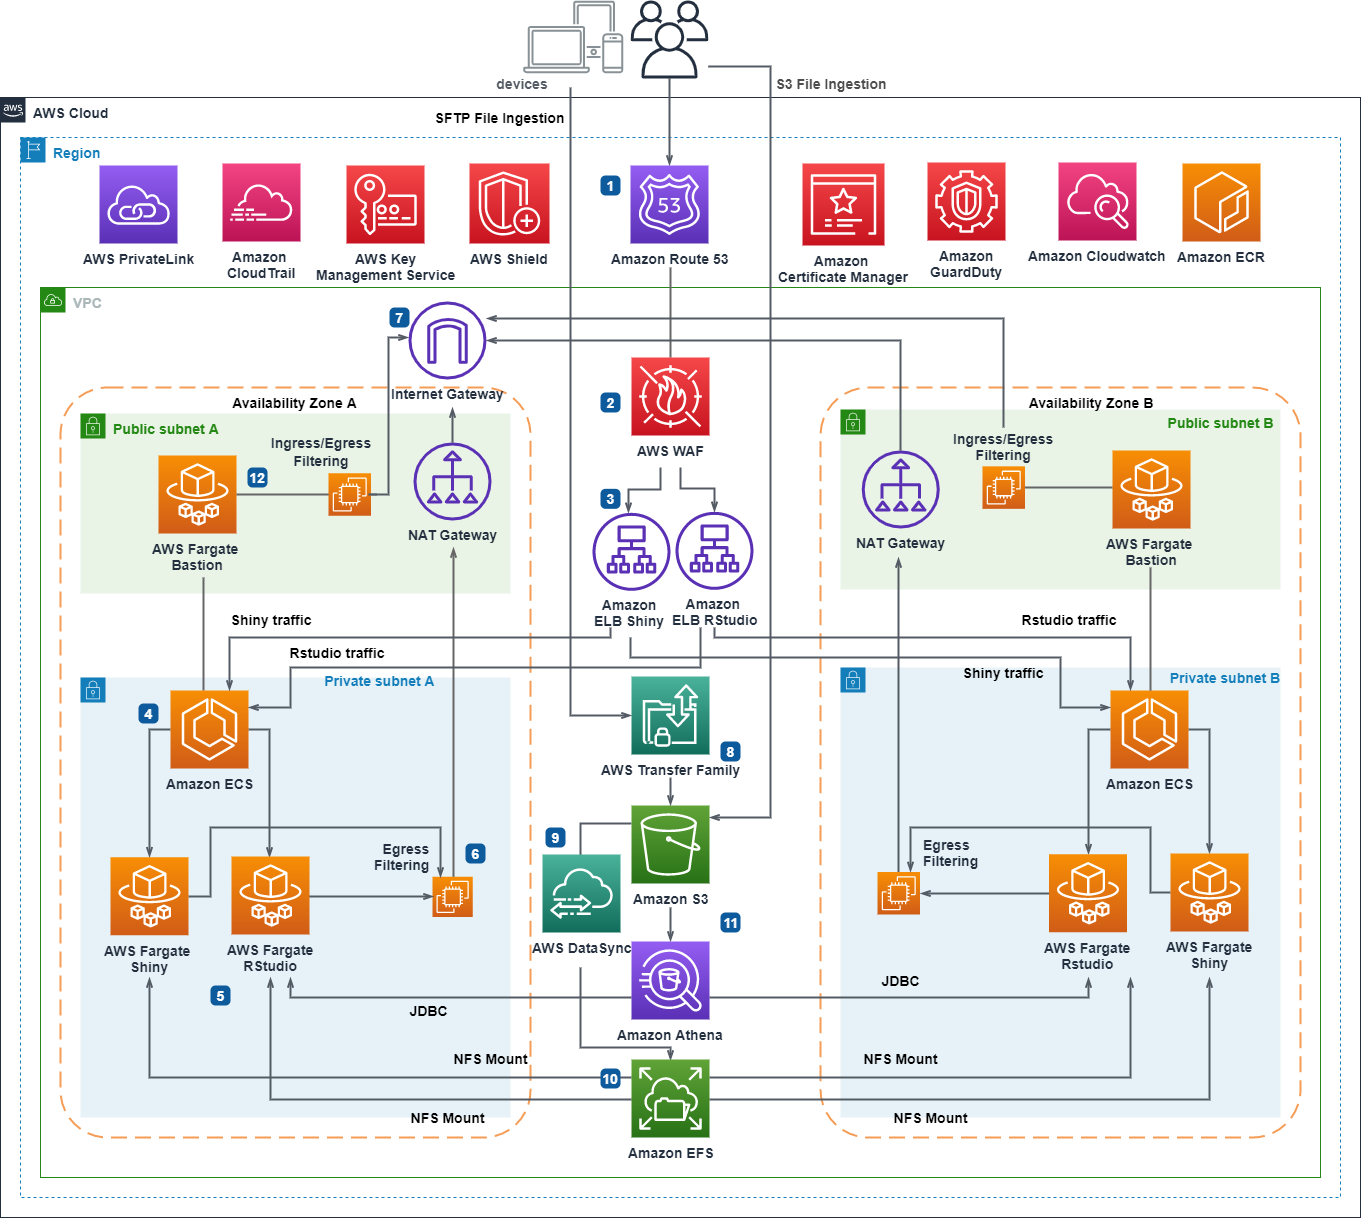 devices
S3 File Ingestion
aws
AWS Cloud
SFTP File Ingestion
Region
1
53
AWS PrivateLink
Amazon
CloudTrail
AWS Key
Management Service
AWS Shield
Amazon Route 53
Amazon
Certificate Manager
Amazon
GuardDuty
Amazon Cloudwatch
Amazon ECR
VPC
7
Internet Gateway
Availability Zone A
2
Availability Zone B
Public subnet A
Public subnet B
Ingress/Egress
Filtering
AWS WAF
Ingress/Egress
Filtering
12
3
AWS Fargate
Bastion
NAT Gateway
NAT Gateway
AWS Fargate
Bastion
Amazon
ELB Shiny
Amazon
ELB RStudio
Shiny traffic
Rstudio traffic
Rstudio traffic
Shiny traffic
Private subnet A
Private subnet B
4
8
Amazon ECS
AWS Transfer Family
Amazon ECS
9
Egress
Filtering
6
Egress
Filtering
Amazon S3
11
AWS Fargate
Shiny
AWS Fargate
RStudio
AWS DataSync
AWS Fargate
Rstudio
AWS Fargate
Shiny
5
JDBC
JDBC
Amazon Athena
NFS Mount
NFS Mount
10
NFS Mount
NFS Mount
Amazon EFS